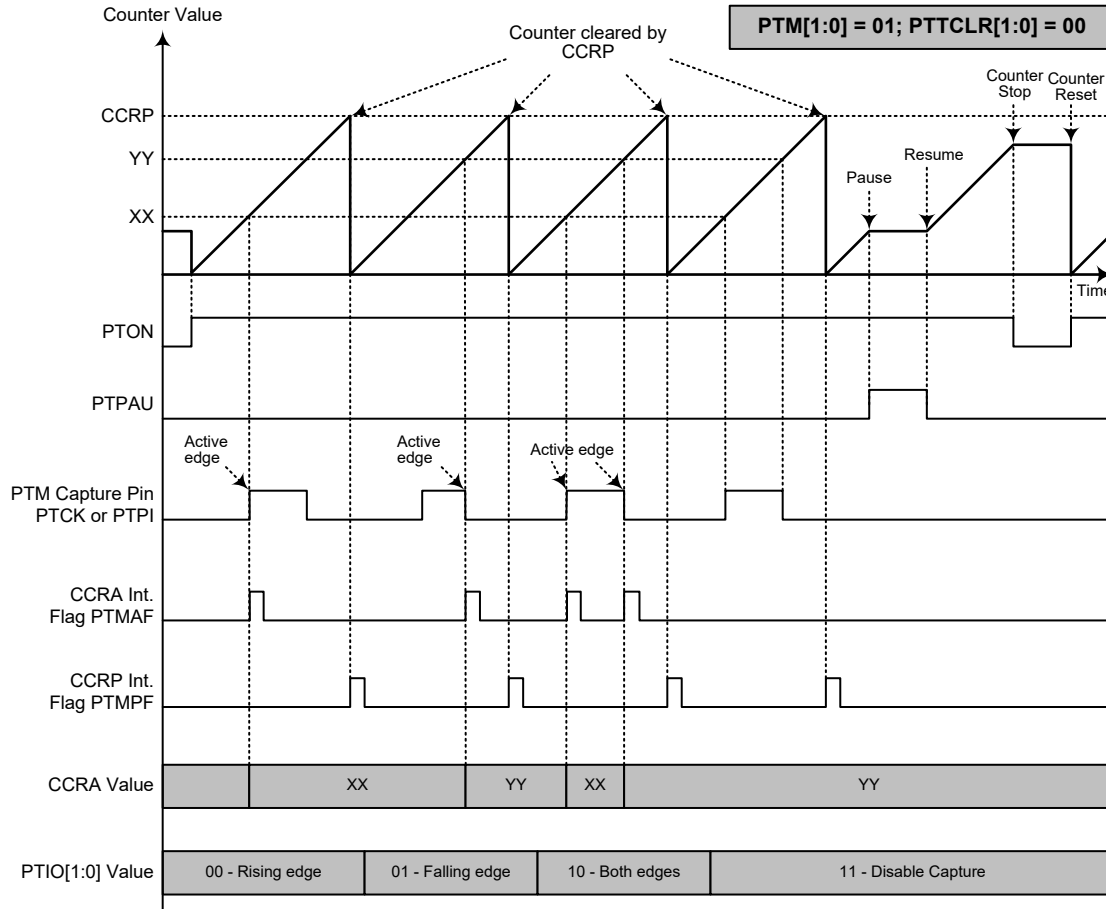 Counter Value
PTM[1:0] = 01; PTTCLR[1:0] = 00
Counter cleared by
CCRP
Counter
Stop
Counter
Reset
CCRP
YY
XX
Pause
Resume
Time
PTON
PTPAU
Active
edge
Active
edge
Active edge
PTM Capture Pin
PTCK or PTPI
CCRA Int.
Flag PTMAF
CCRP Int.
Flag PTMPF
CCRA Value
XX
YY
XX
YY
PTIO[1:0] Value
00 - Rising edge
01 - Falling edge
10 - Both edges
11 - Disable Capture